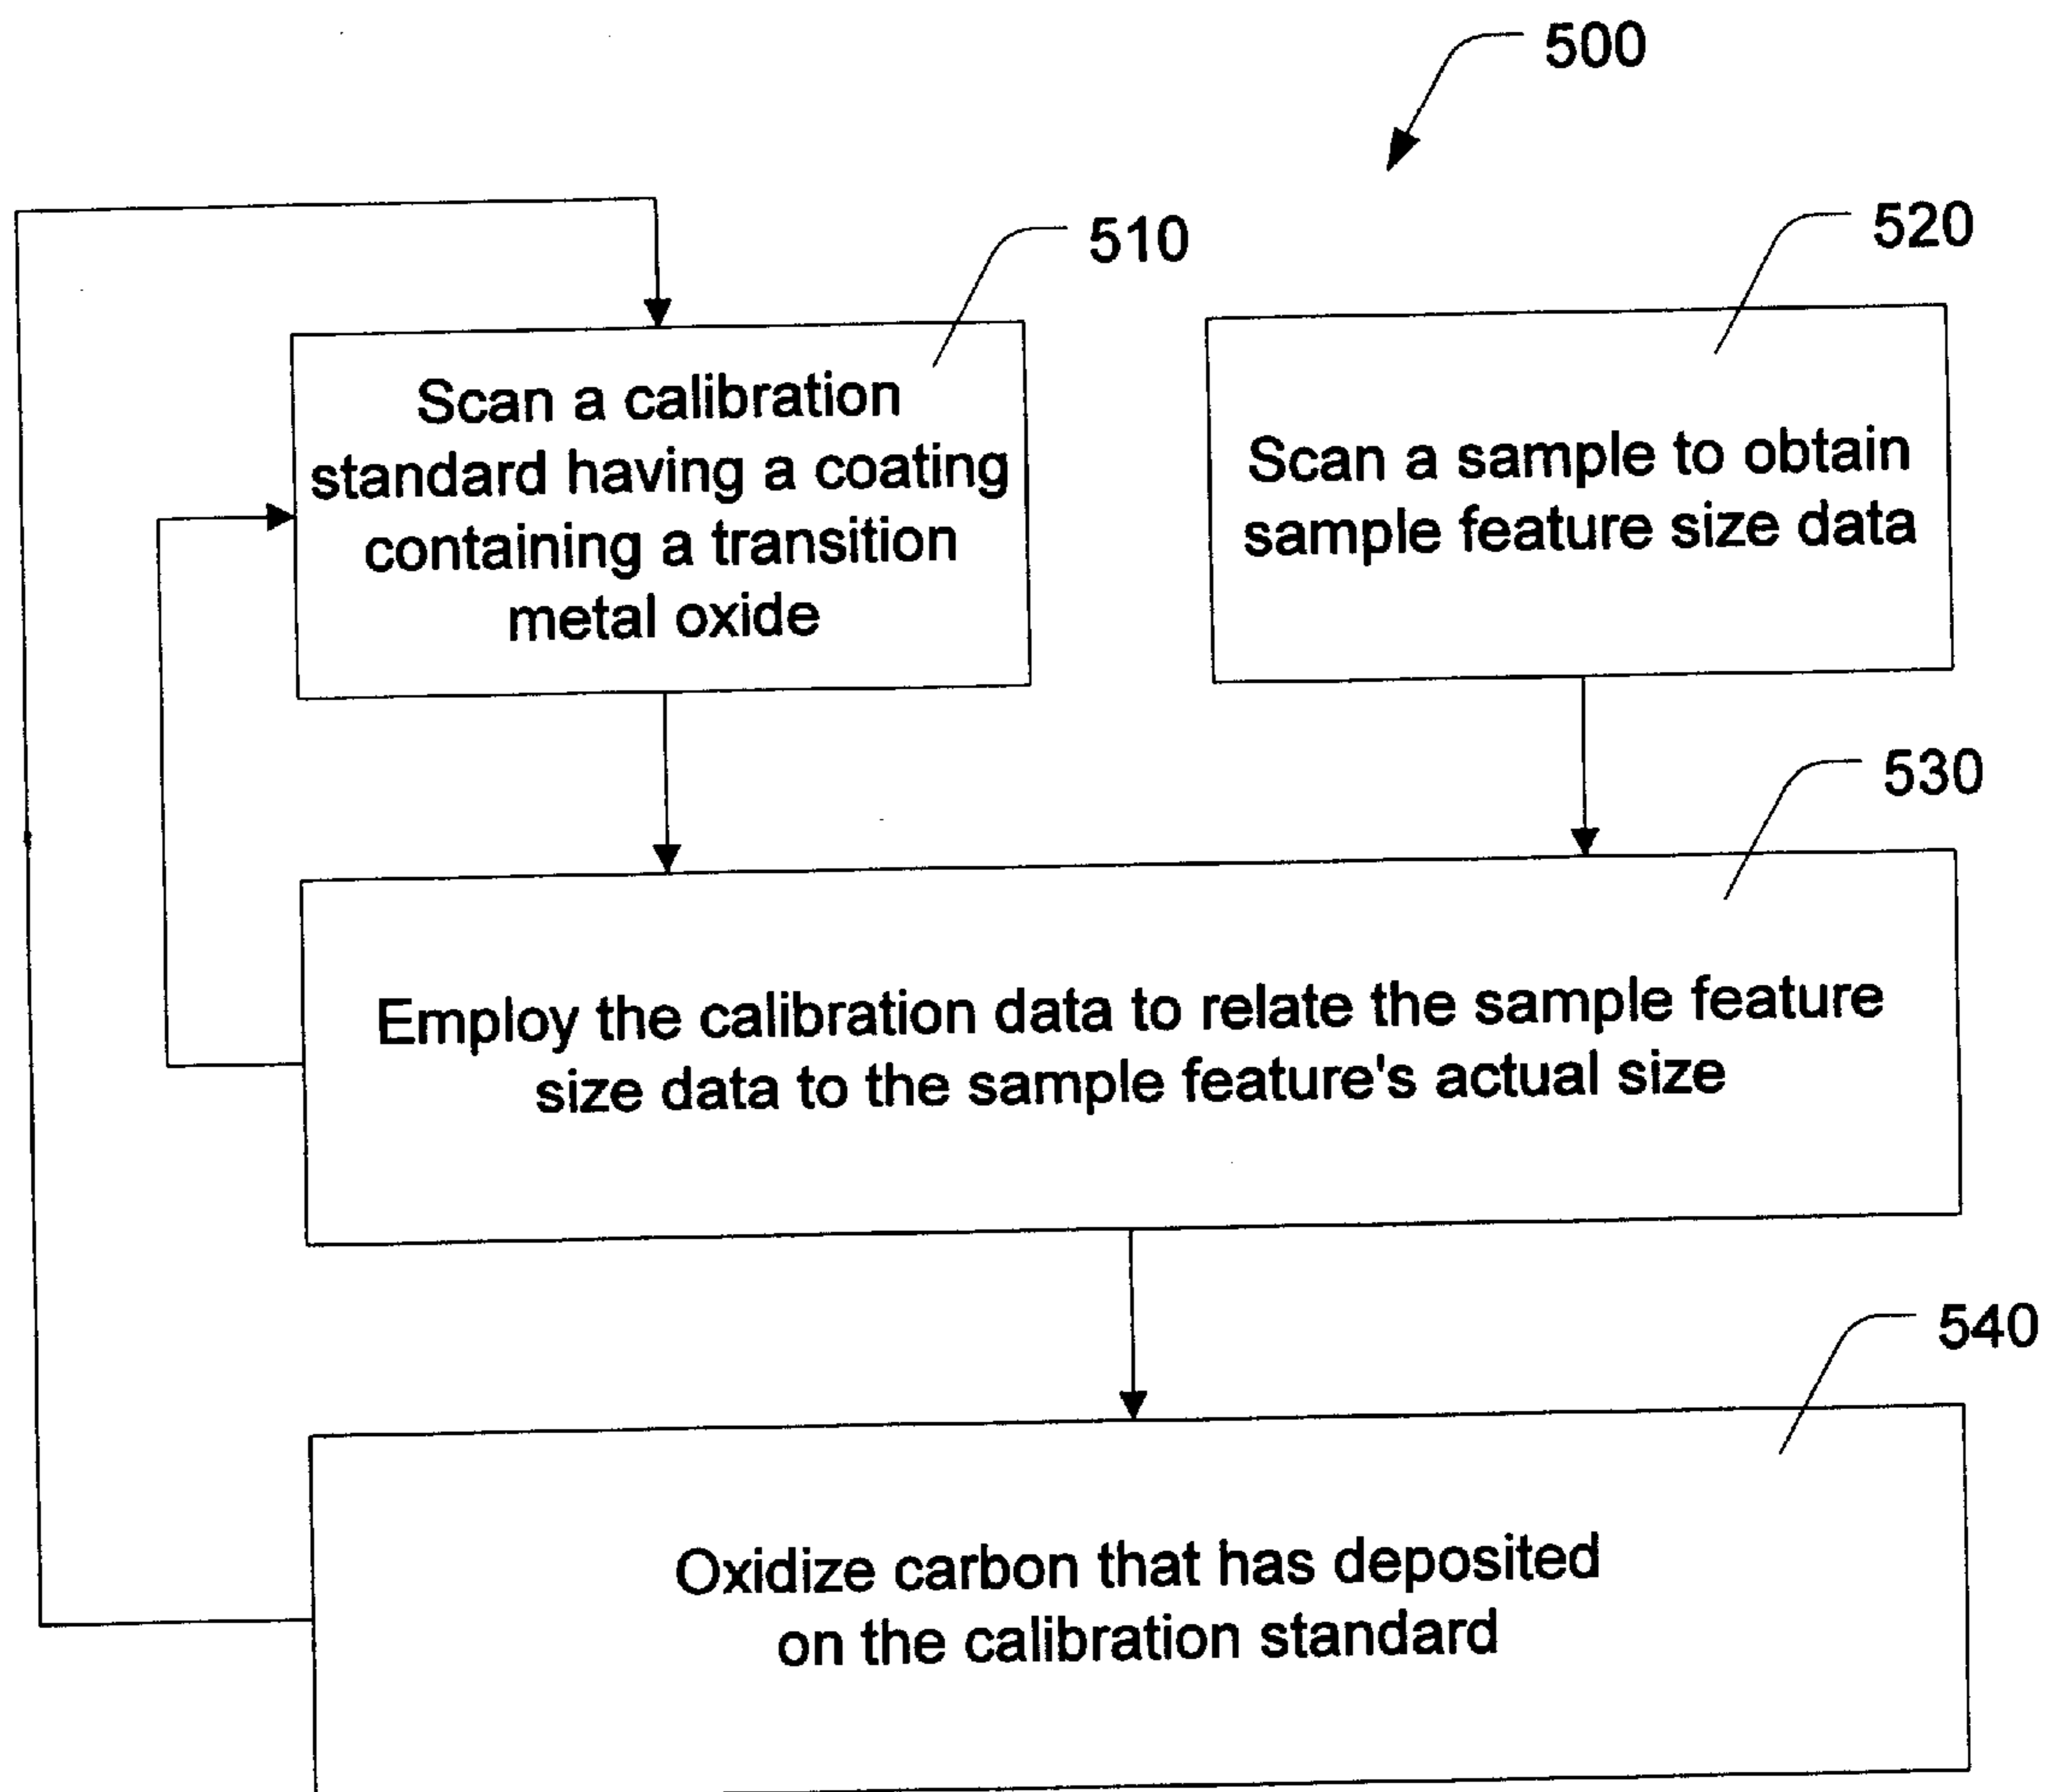 500
510
520
Scan a calibration
standard having a coating
containing a transition
metal oxide
Scan a sample to obtain
sample feature size data
530
Employ the calibration data to relate the sample feature
size data to the sample feature's actual size
540
Oxidize carbon that has deposited
on the calibration standard